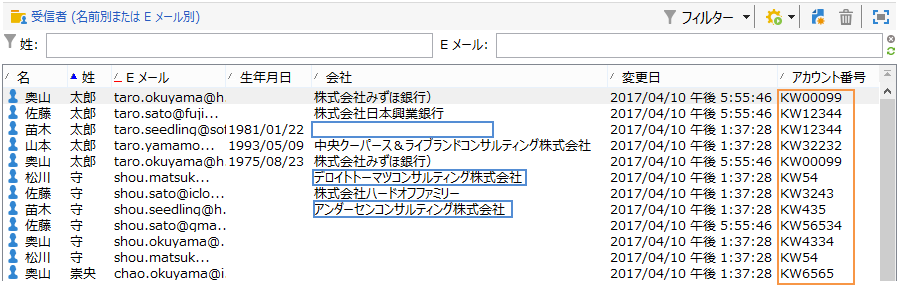 受信者 (名前別または E メール別) フィルター
姓: E メール:
名 姓 E メール 生年月日 会社 変更日 アカウント番号
奥山 太郎 taro.okuyama@h... 株式会社みずほ銀行） 2017/04/10 午後 5:55:46 KW00099
佐藤 太郎 taro.sato@fuji... 株式会社日本興業銀行 2017/04/10 午後 5:55:46 KW12344
苗木 太郎 taro.seedling@sof 1981/01/22 2017/04/10 午後 5:55:46 KW12344
山本 太郎 taro.yamamo... 1993/05/09 中央クーパース＆ライブランドコンサルティング株式会社 2017/04/10 午後 1:37:28 KW32232
奥山 太郎 taro.okuyama@h 1975/08/23 株式会社みずほ銀行） 2017/04/10 午後 5:55:46 KW00099
松川 守 shou.matsuk... デロイトトーマツコンサルティング株式会社 2017/04/10 午後 1:37:28 KW54
佐藤 守 shou.sato@iclo... 株式会社ハードオフファミリー 2017/04/10 午後 1:37:28 KW3243
苗木 守 shou.seedling@h... アンダーセンコンサルティング株式会社 2017/04/10 午後 1:37:28 KW435
佐藤 守 shou.sato@gma... 2017/04/10 午後 1:37:28 KW56534
奥山 守 shou.okuyama@... 2017/04/10 午後 1:37:28 KW4334
松川 守 shou.matsuk... 2017/04/10 午後 1:37:28 KW54
奥山 崇央 chao.okuyama@i... 2017/04/10 午後 1:37:28 KW6565